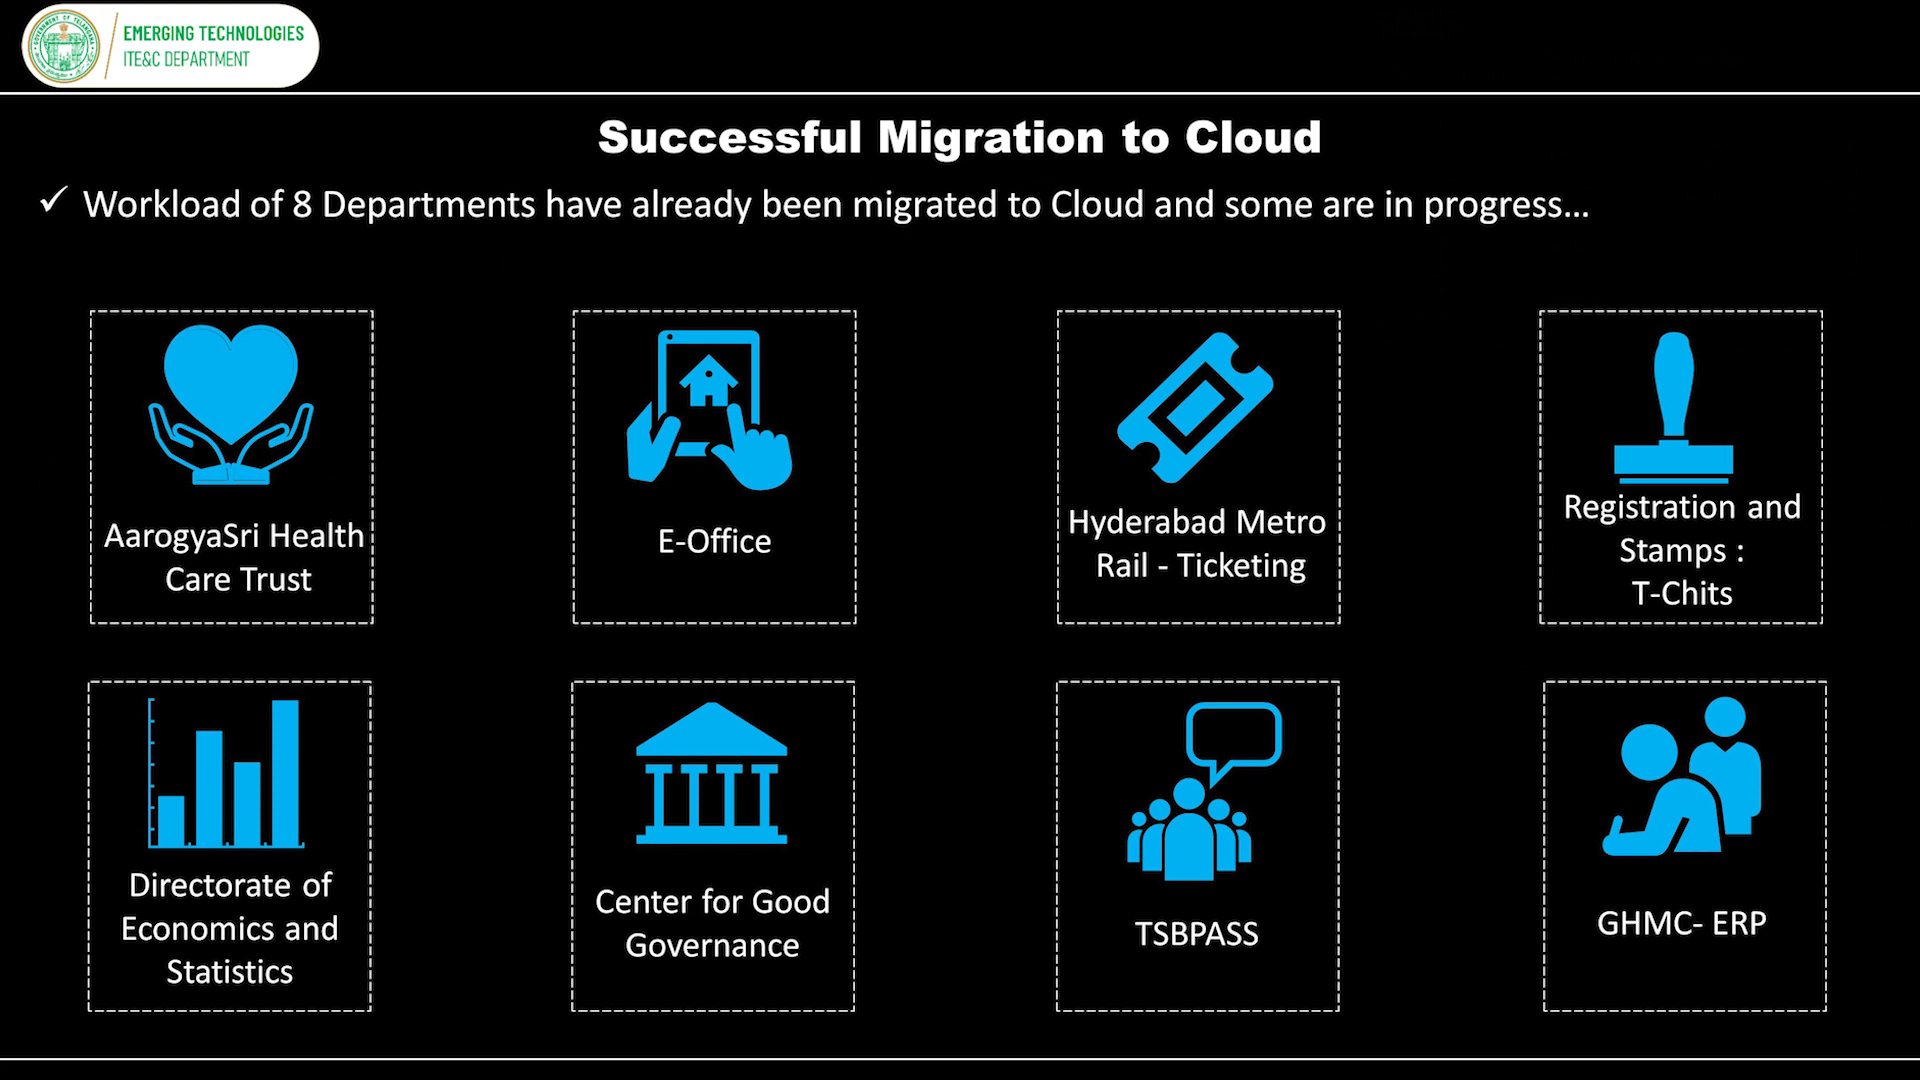 EMERGING TECHNOLOGIES
ITE&C DEPARTMENT
Successful Migration to Cloud
✓ Workload of 8 Departments have already been migrated to Cloud and some are in progress...
AarogyaSri Health
Care Trust
E-Office
Hyderabad Metro
Rail - Ticketing
Registration and
Stamps :
T-Chits
Directorate of
Economics and
Statistics
Center for Good
Governance
TSBPASS
GHMC- ERP